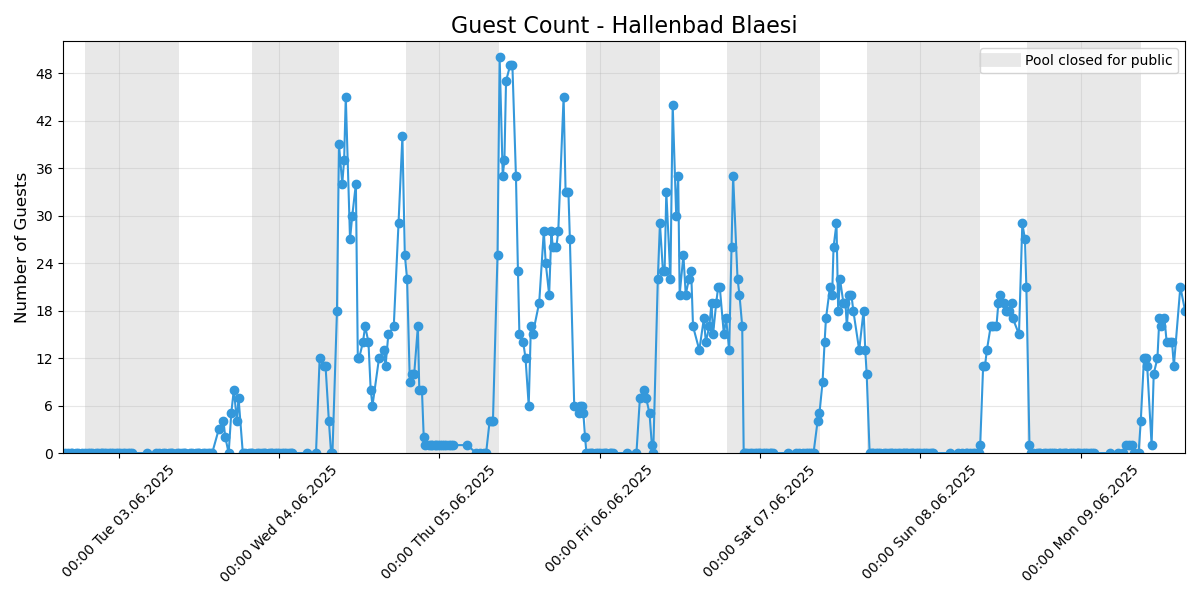 Guest Count - Hallenbad Blaesi
Pool closed for public
Number of Guests
48
42
36
30
24
18
12
6
0
00:00 Tue 03.06.2025
00:00 Wed 04.06.2025
00:00 Thu 05.06.2025
00:00 Fri 06.06.2025
00:00 Sat 07.06.2025
00:00 Sun 08.06.2025
00:00 Mon 09.06.2025